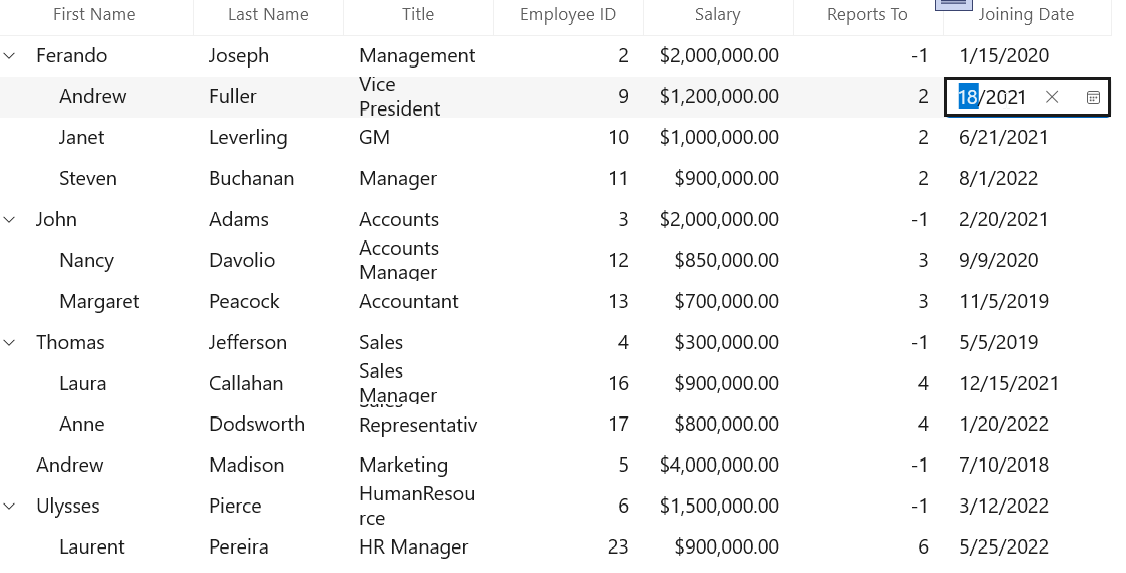 First Name Last Name Title Employee ID Salary Reports To Joining Date
Ferando Joseph Management 2 $2,000,000.00 -1 1/15/2020
Andrew Fuller Vice President 9 $1,200,000.00 2 18/2021
Janet Leverling GM 10 $1,000,000.00 2 6/21/2021
Steven Buchanan Manager 11 $900,000.00 2 8/1/2022
John Adams Accounts 3 $2,000,000.00 -1 2/20/2021
Nancy Davolio Accounts Manager 12 $850,000.00 3 9/9/2020
Margaret Peacock Accountant 13 $700,000.00 3 11/5/2019
Thomas Jefferson Sales 4 $300,000.00 -1 5/5/2019
Laura Callahan Sales Manager 16 $900,000.00 4 12/15/2021
Anne Dodsworth Representativ 17 $800,000.00 4 1/20/2022
Andrew Madison Marketing 5 $4,000,000.00 -1 7/10/2018
Ulysses Pierce HumanResou rce 6 $1,500,000.00 -1 3/12/2022
Laurent Pereira HR Manager 23 $900,000.00 6 5/25/2022